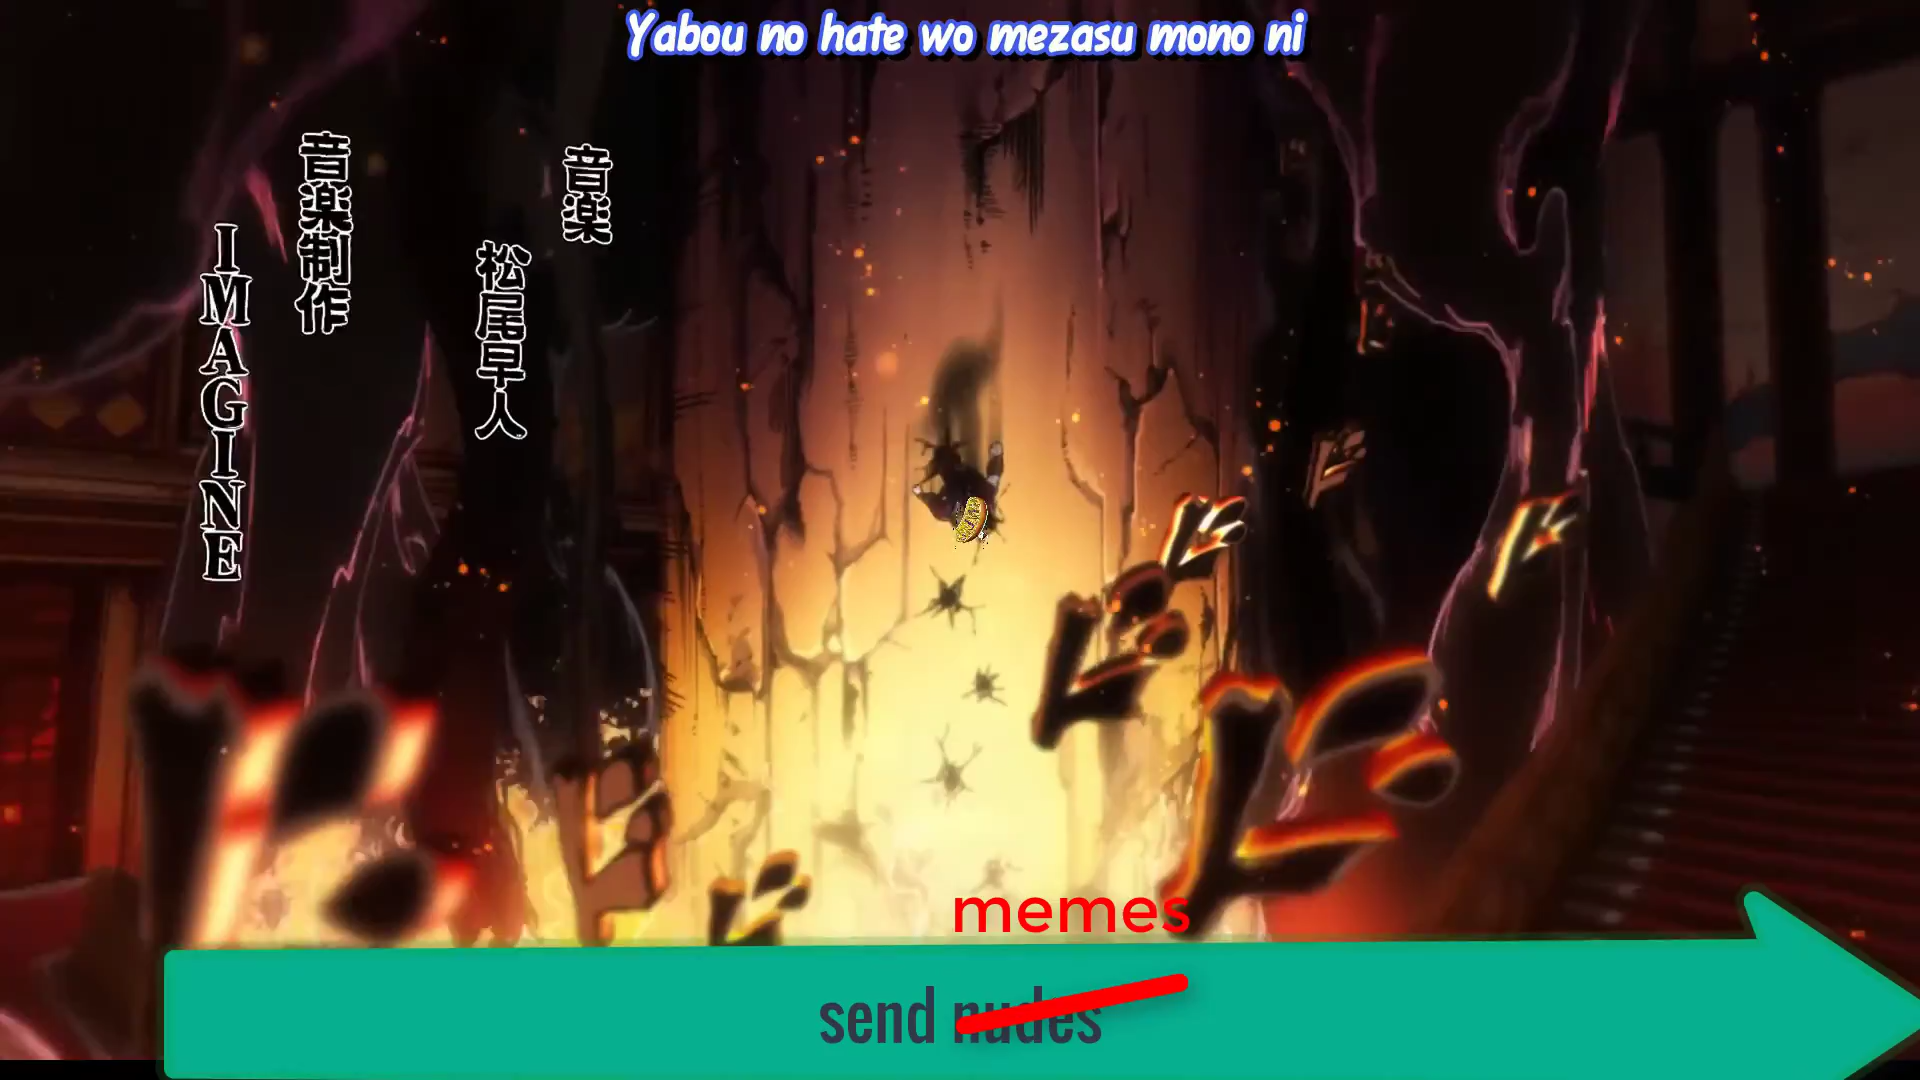 Yabou no hate wo mezasu mono ni
音楽
松尾早人
音楽制作
IMAGINE
memes
send nudes